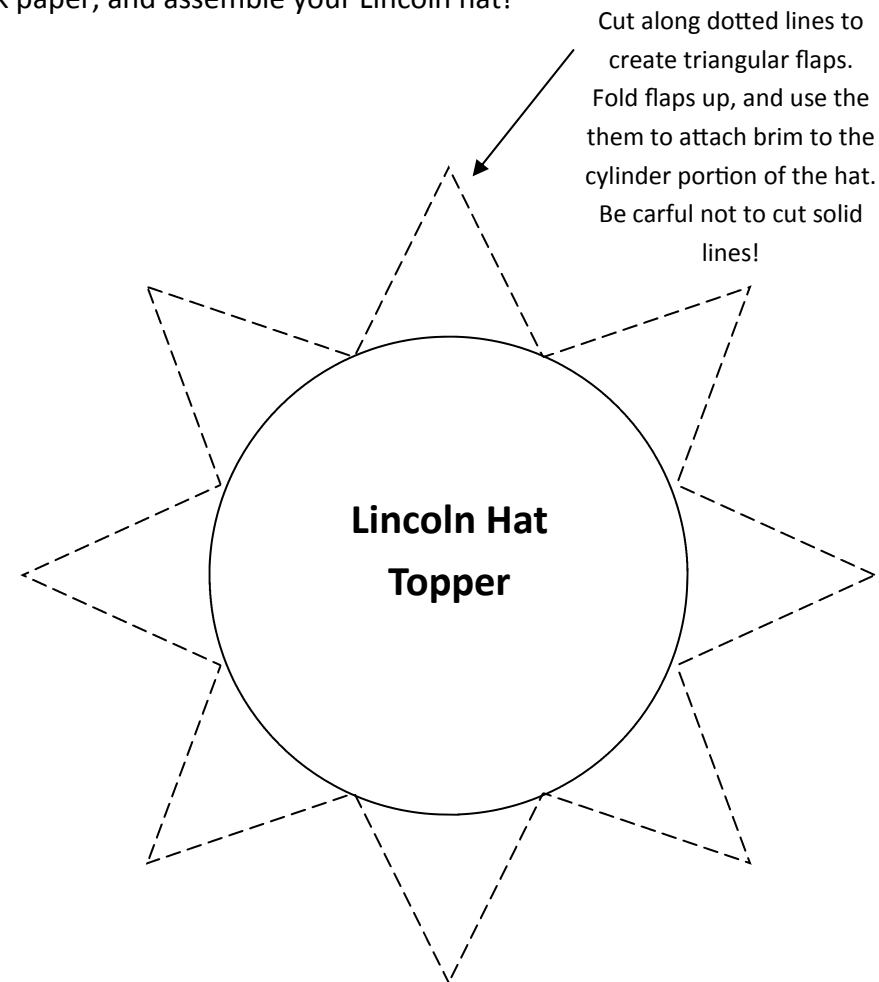 paper, and assemble your Lincoln hat!
Cut along dotted lines to
create triangular flaps.
Fold flaps up, and use the
them to attach brim to the
cylinder portion of the hat.
Be carful not to cut solid
lines!
Lincoln Hat
Topper